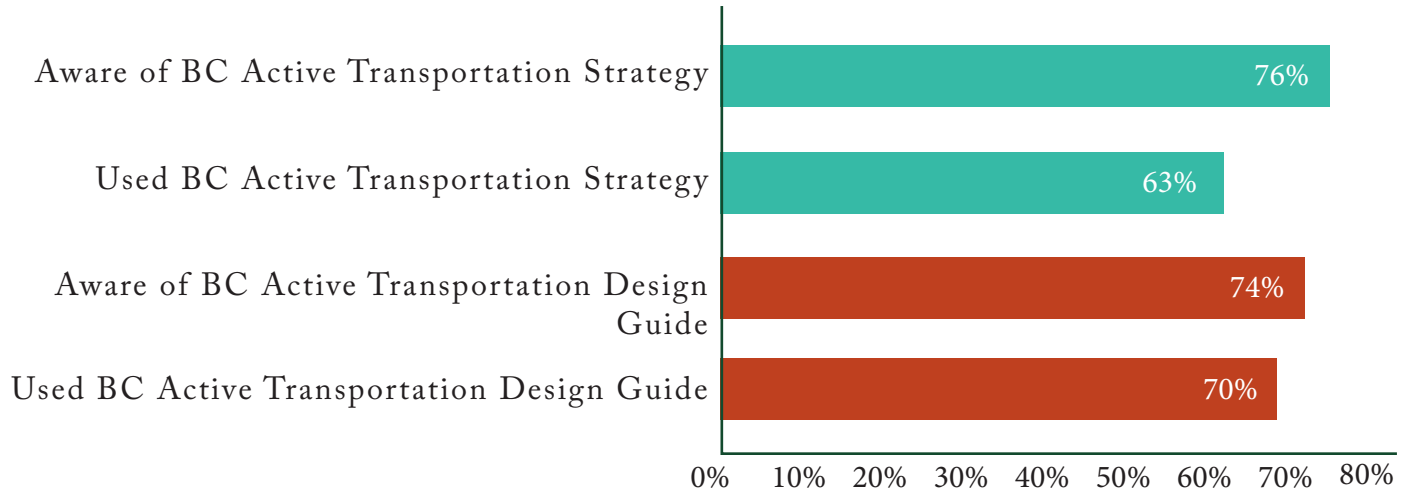 Aware of BC Active Transportation Strategy
76%
Used BC Active Transportation Strategy
63%
Aware of BC Active Transportation Design
Guide
74%
Used BC Active Transportation Design Guide
70%
0% 10% 20% 30% 40% 50% 60% 70% 80%